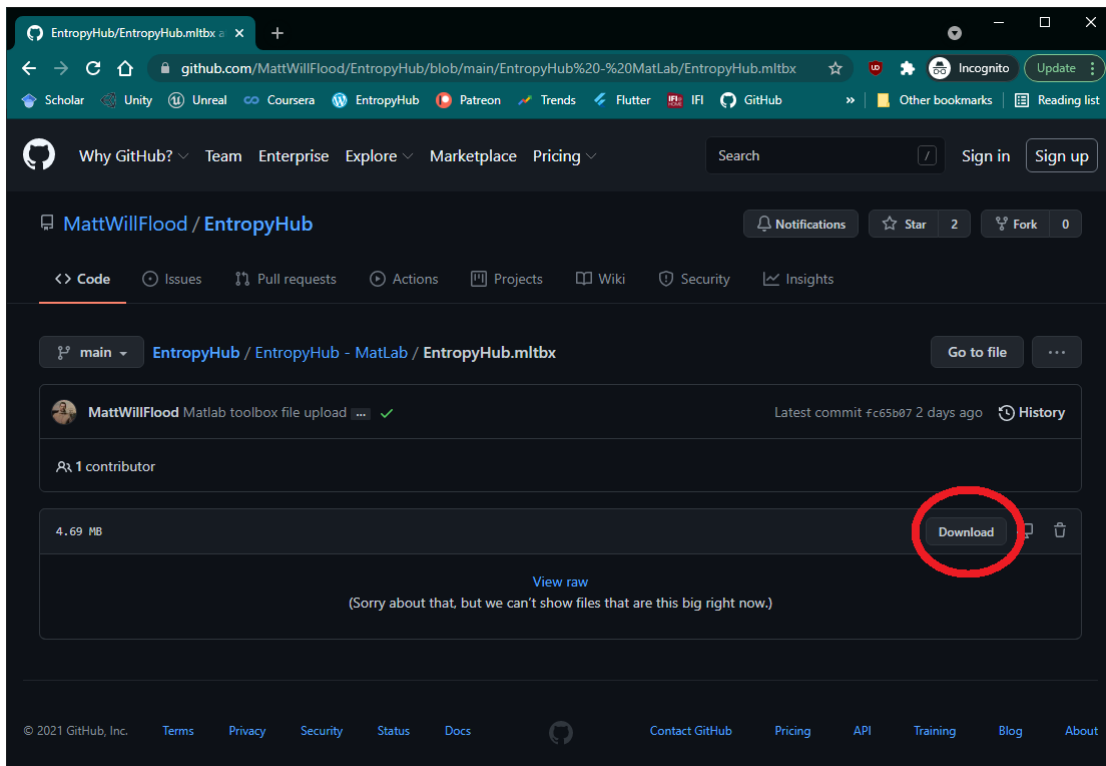 EntropyHub/EntropyHub.mltbx a
github.com/MattWillFlood/EntropyHub/blob/main/EntropyHub%20-%20MatLab/EntropyHub.mltbx Incognito Update
Scholar Unity Unreal Coursera EntropyHub Patreon Trends Flutter IFI GitHub » Other bookmarks Reading list
Why GitHub? Team Enterprise Explore Marketplace Pricing Search / Sign in Sign up
MattWillFlood / EntropyHub Notifications Star 2 Fork 0
<> Code Issues Pull requests Actions Projects Wiki Security Insights
main EntropyHub / EntropyHub - MatLab / EntropyHub.mltbx Go to file ...
MattWillFlood Matlab toolbox file upload ... Latest commit fc65b07 2 days ago History
1 contributor
4.69 MB Download
View raw
(Sorry about that, but we can't show files that are this big right now.)
© 2021 GitHub, Inc. Terms Privacy Security Status Docs Contact GitHub Pricing API Training Blog About